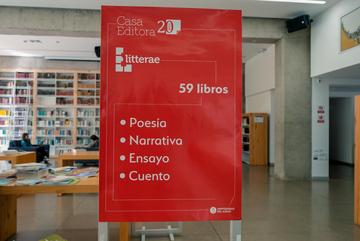 Casa
Editora 20
litterae
59 libros
• Poesía
• Narrativa
• Ensayo
• Cuento